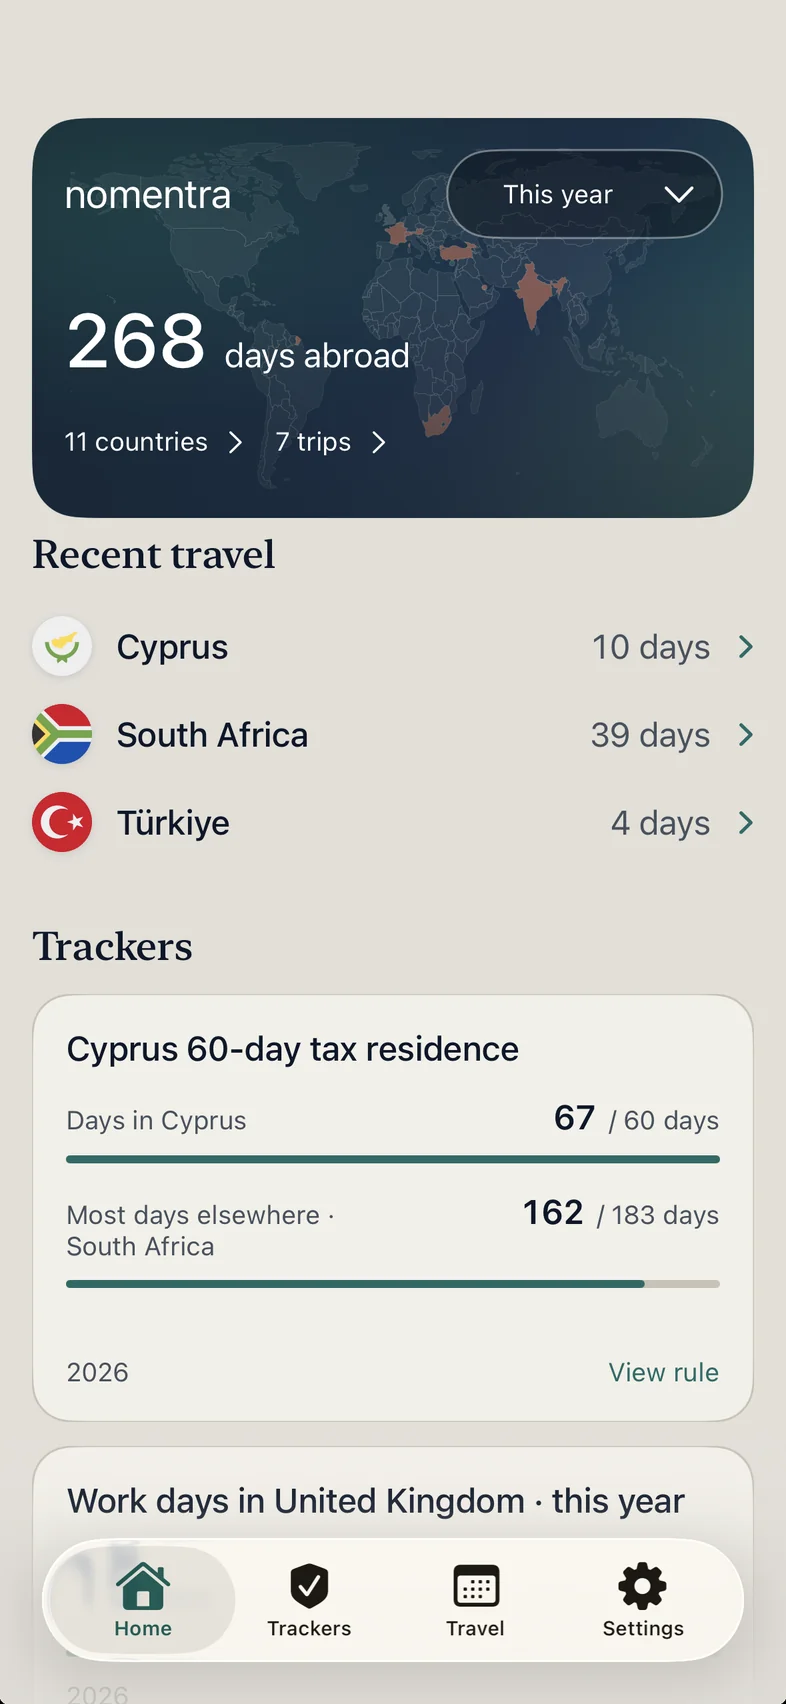 nomentra
This year
268 days abroad
11 countries
7 trips
Recent travel
Cyprus
10 days
South Africa
39 days
Türkiye
4 days
Trackers
Cyprus 60-day tax residence
Days in Cyprus
67 / 60 days
Most days elsewhere ·
South Africa
162 / 183 days
2026
View rule
Work days in United Kingdom · this year
Home
Trackers
Travel
Settings
2026